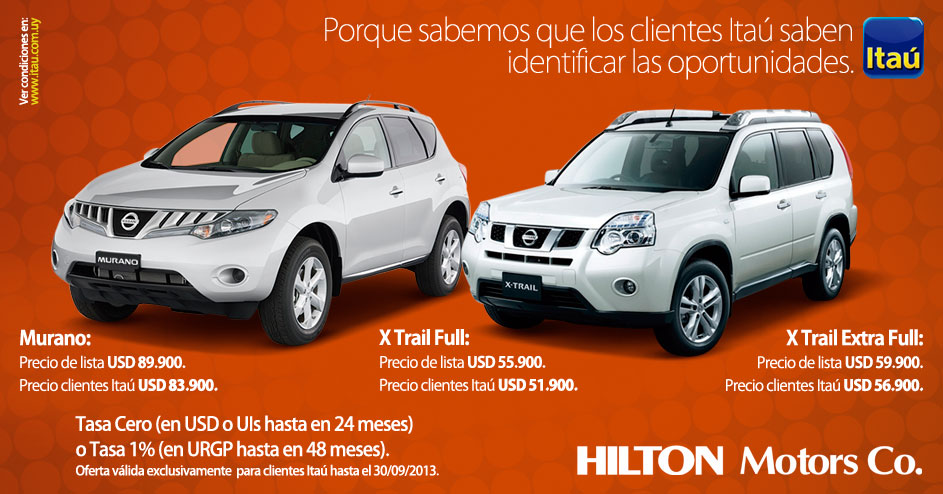 Ver condiciones en:
www.itau.com.uy
Porque sabemos que los clientes Itaú saben
identificar las oportunidades.
Itaú
MURANO
X-TRAIL
Murano:
Precio de lista USD 89.900.
Precio clientes Itaú USD 83.900.
X Trail Full:
Precio de lista USD 55.900.
Precio clientes Itaú USD 51.900.
X Trail Extra Full:
Precio de lista USD 59.900.
Precio clientes Itaú USD 56.900.
Tasa Cero (en USD o UIs hasta en 24 meses)
o Tasa 1% (en URGP hasta en 48 meses).
Oferta válida exclusivamente para clientes Itaú hasta el 30/09/2013.
HILTON Motors Co.